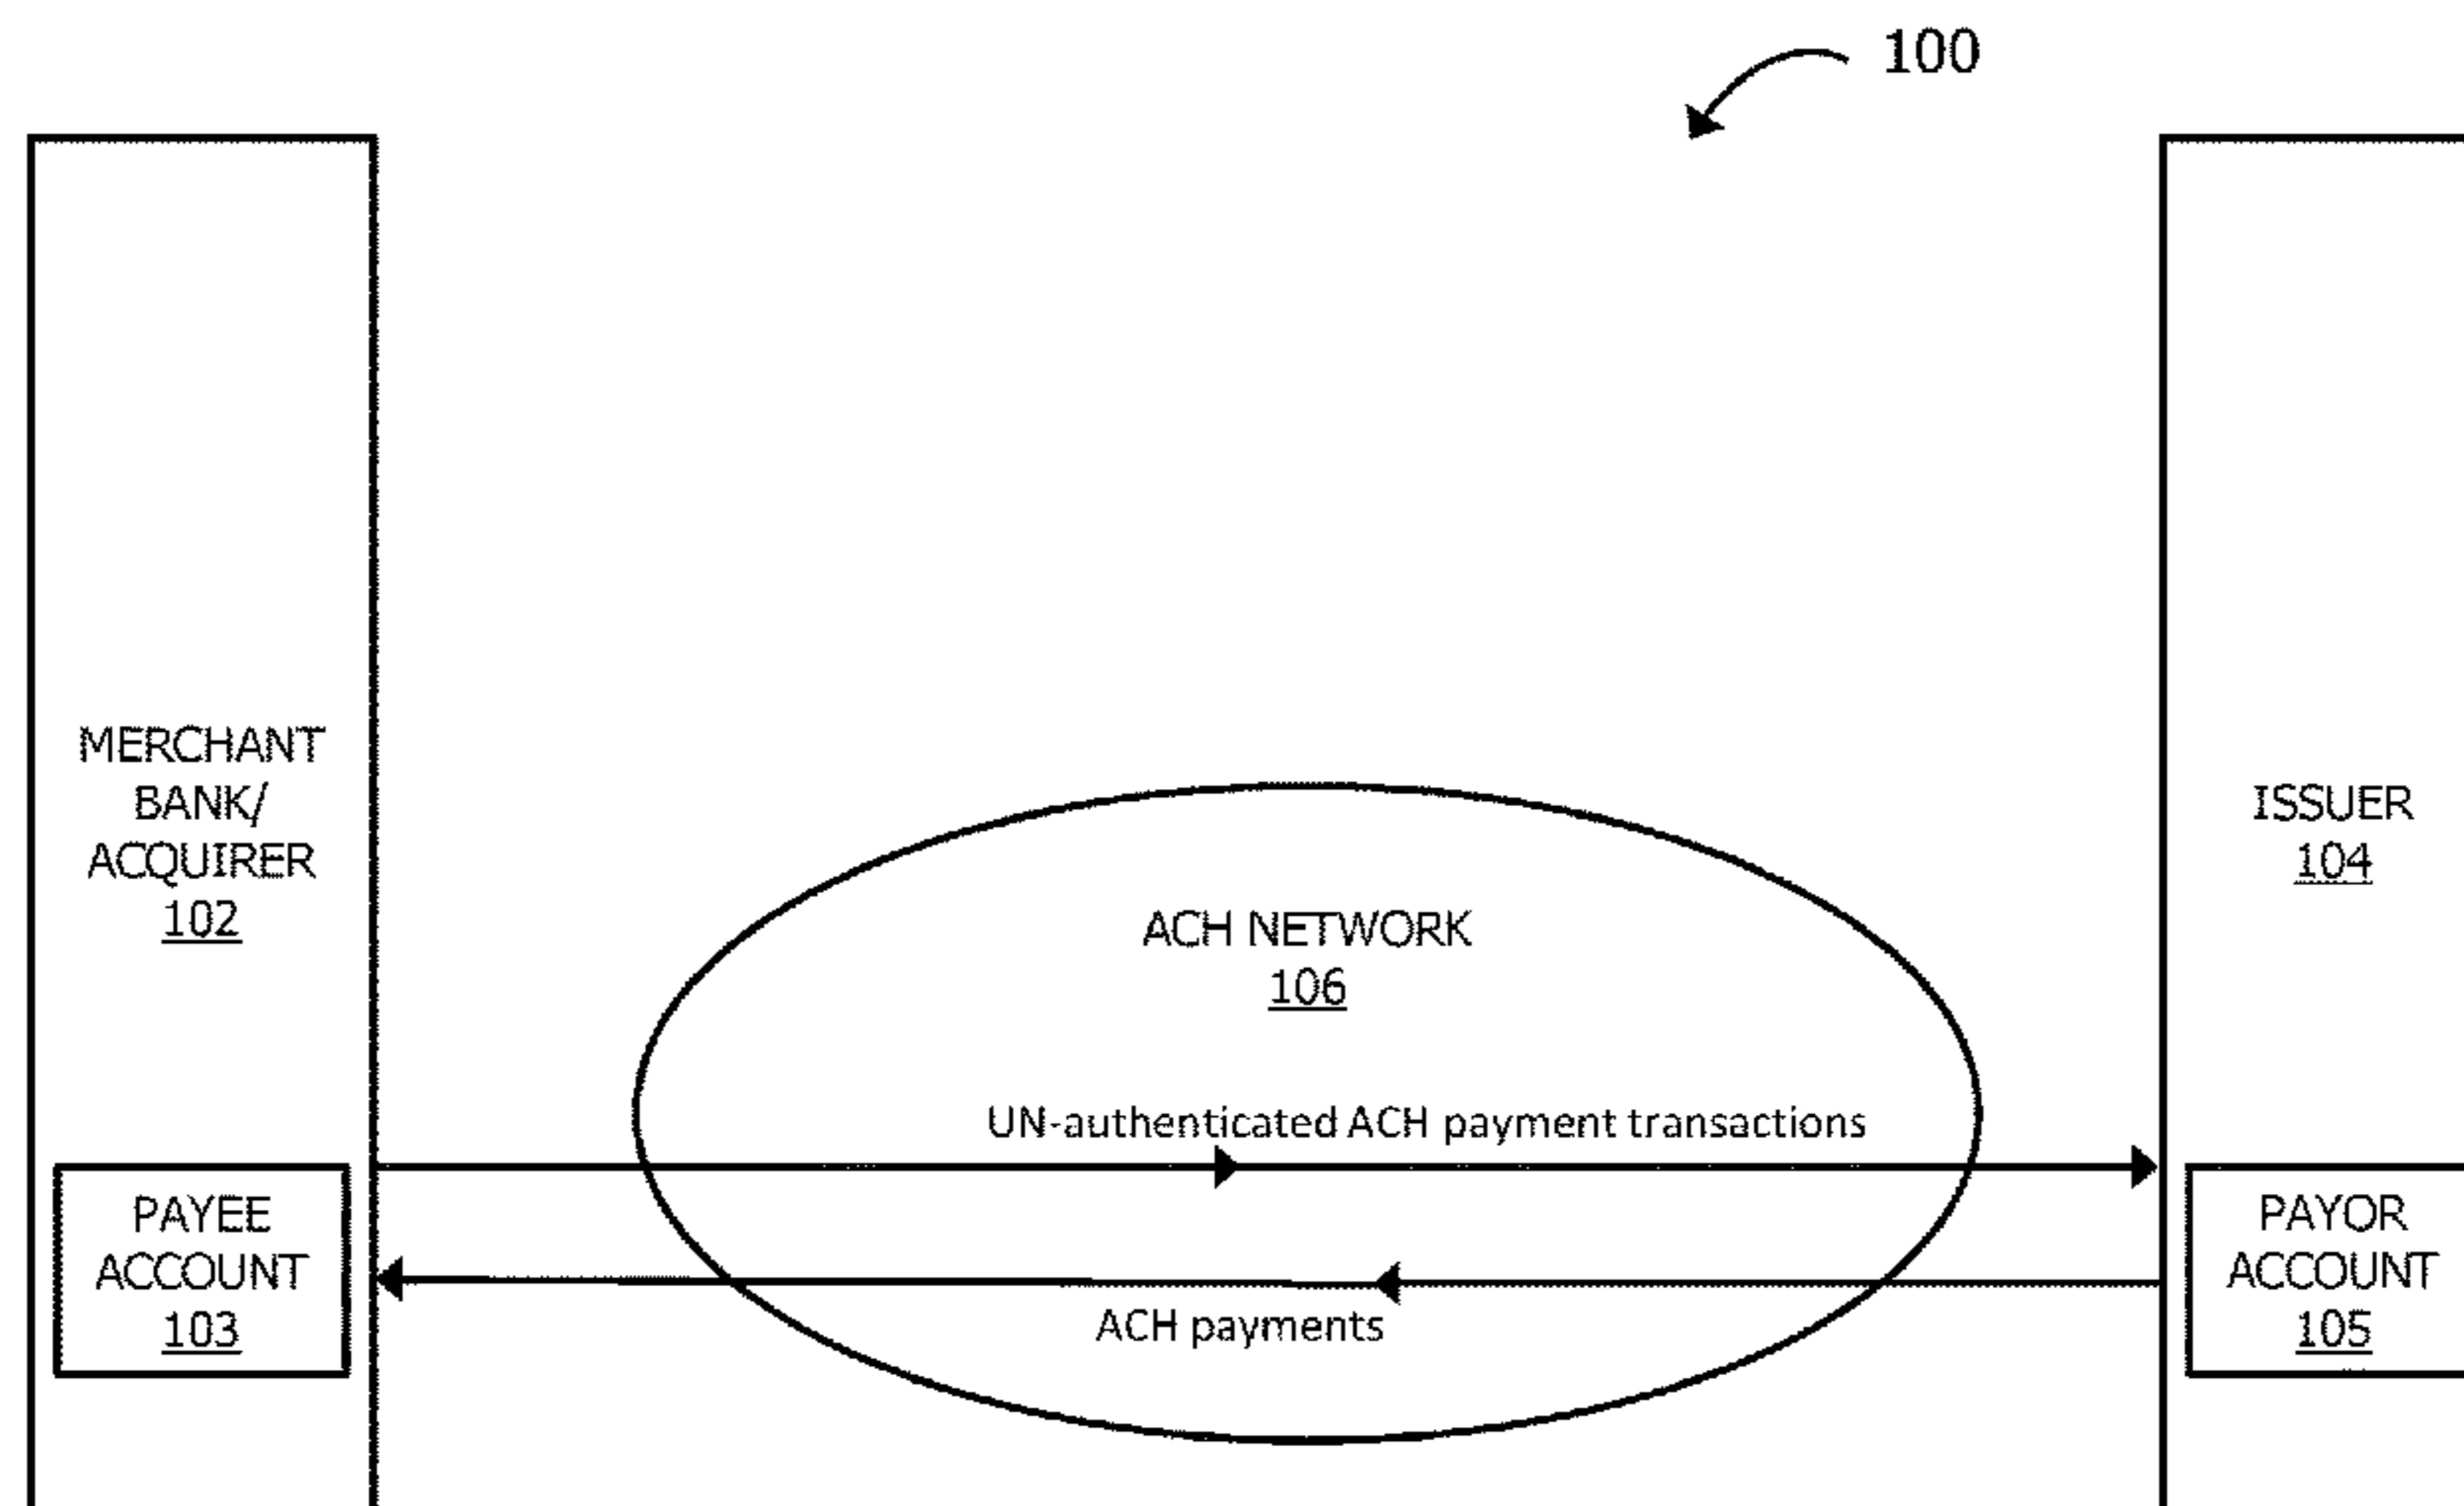 100
MERCHANT
BANK/
ACQUIRER
102
ISSUER
104
ACH NETWORK
106
UN-authenticated ACH payment transactions
PAYEE
ACCOUNT
103
PAYOR
ACCOUNT
105
ACH payments